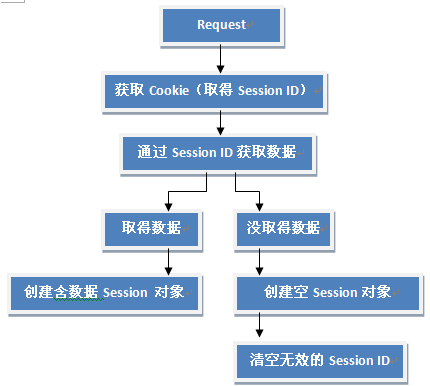 Request
获取 Cookie（取得 Session ID）
通过 Session ID 获取数据
取得数据
没取得数据
创建含数据 Session 对象
创建空 Session 对象
清空无效的 Session ID